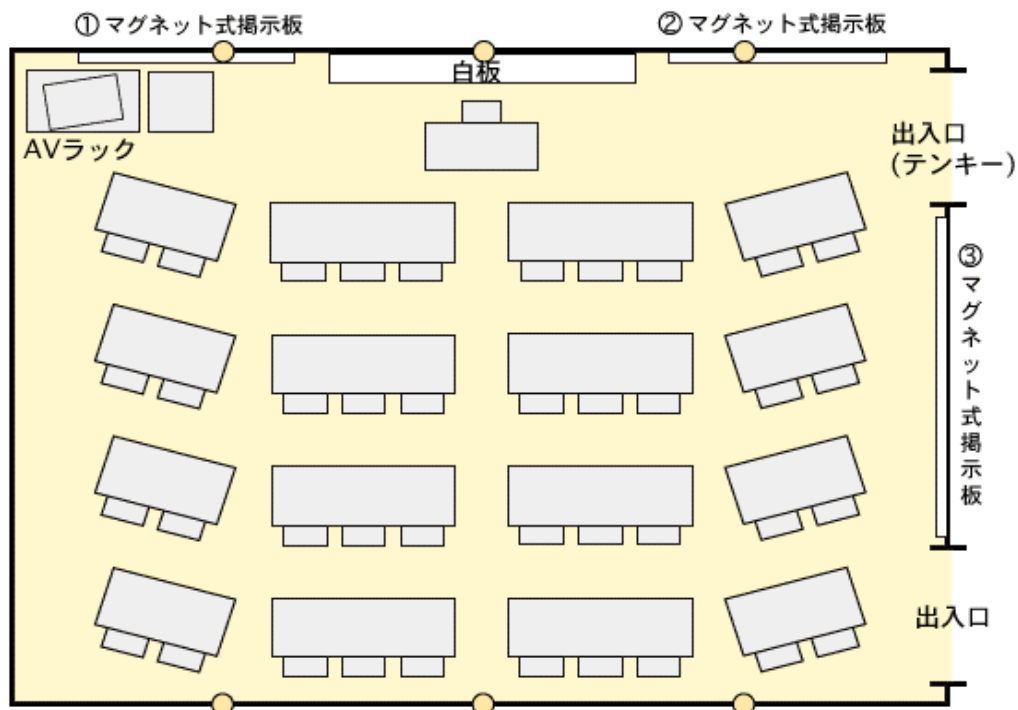 ① マグネット式掲示板
② マグネット式掲示板
白板
AVラック
出入口
(テンキー)
③マグネット式掲示板
出入口